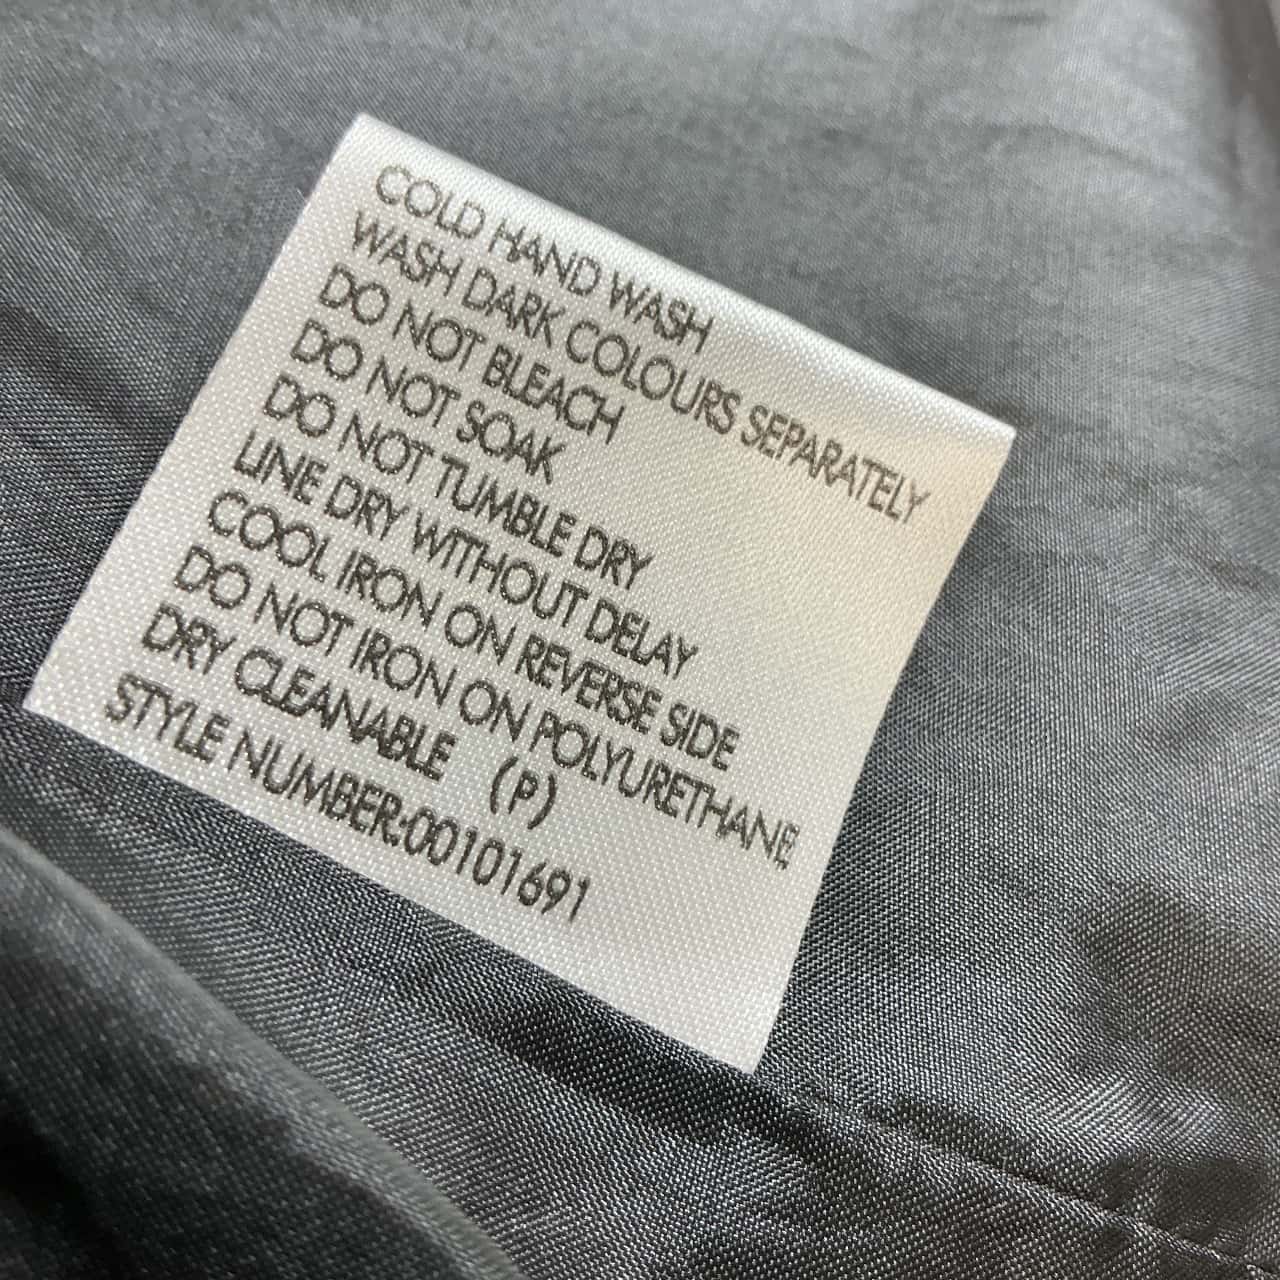 COLD HAND WASH
WASH DARK COLOURS SEPARATELY
DO NOT BLEACH
DO NOT SOAK
DO NOT TUMBLE DRY
LINE DRY WITHOUT DELAY
COOL IRON ON REVERSE SIDE
DO NOT IRON ON POLYURETHANE
DRY CLEANABLE (P)
STYLE NUMBER:00101691